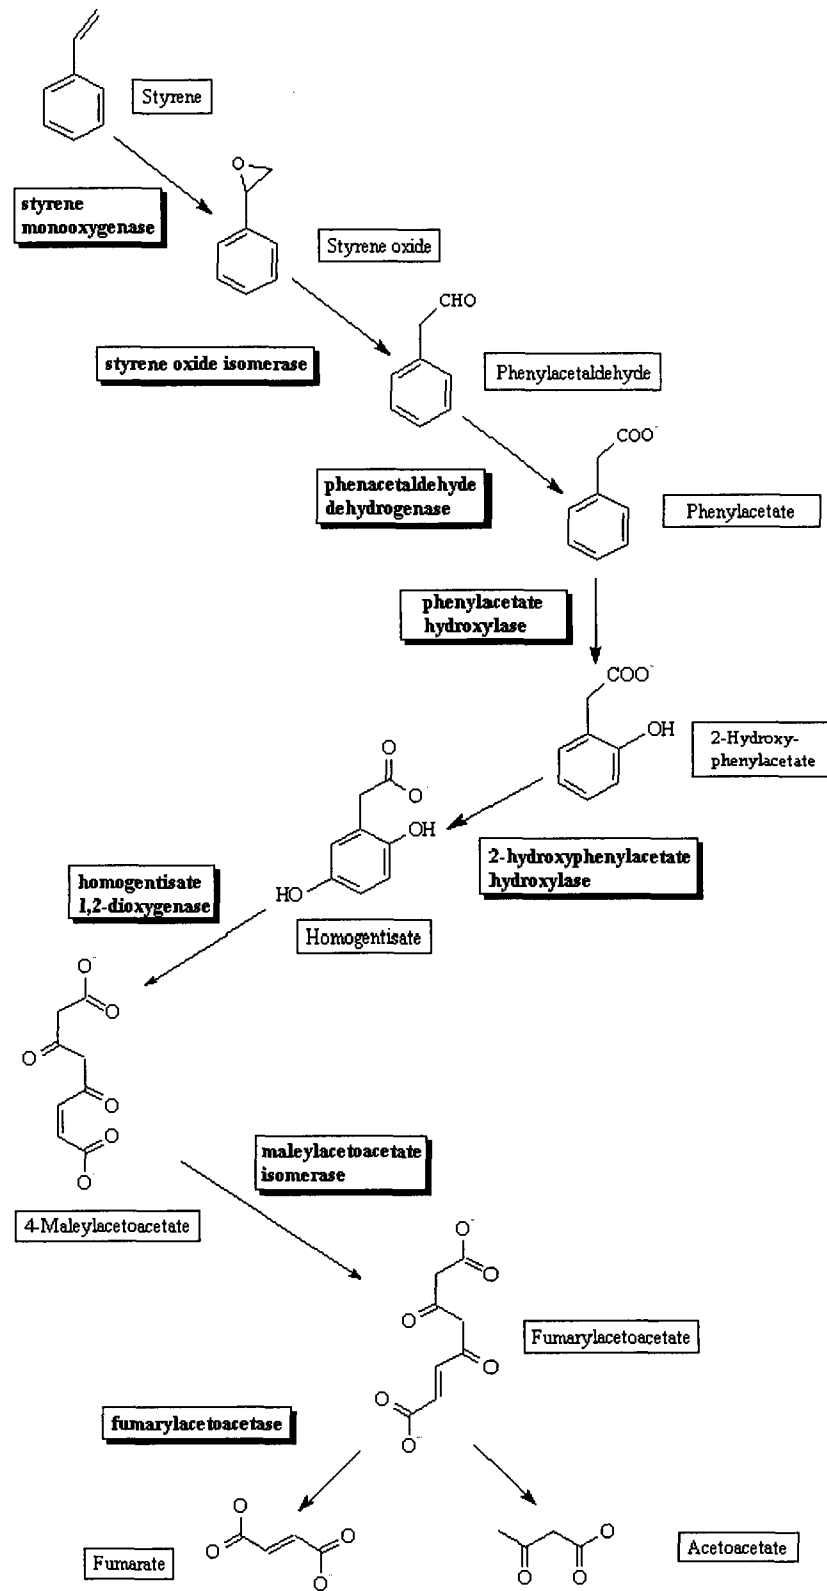 Styrene
O
styrene
monooxygenase
Styrene oxide
CHO
styrene oxide isomerase
Phenylacetaldehyde
COO⁻
phenacetaldehyde
dehydrogenase
Phenylacetate
phenylacetate
hydroxylase
COO⁻
OH
2-Hydroxy-
phenylacetate
O
O⁻
OH
HO
2-hydroxyphenylacetate
hydroxylase
homogentisate
1,2-dioxygenase
Homogentisate
O⁻
O
O
O
O
O⁻
maleylacetoacetate
isomerase
4-Maleylacetoacetate
O⁻
O
O
Fumarylacetoacetate
O
O
O⁻
fumarylacetoacetase
O
O
O
O⁻
Fumarate
O
O
O
Acetoacetate